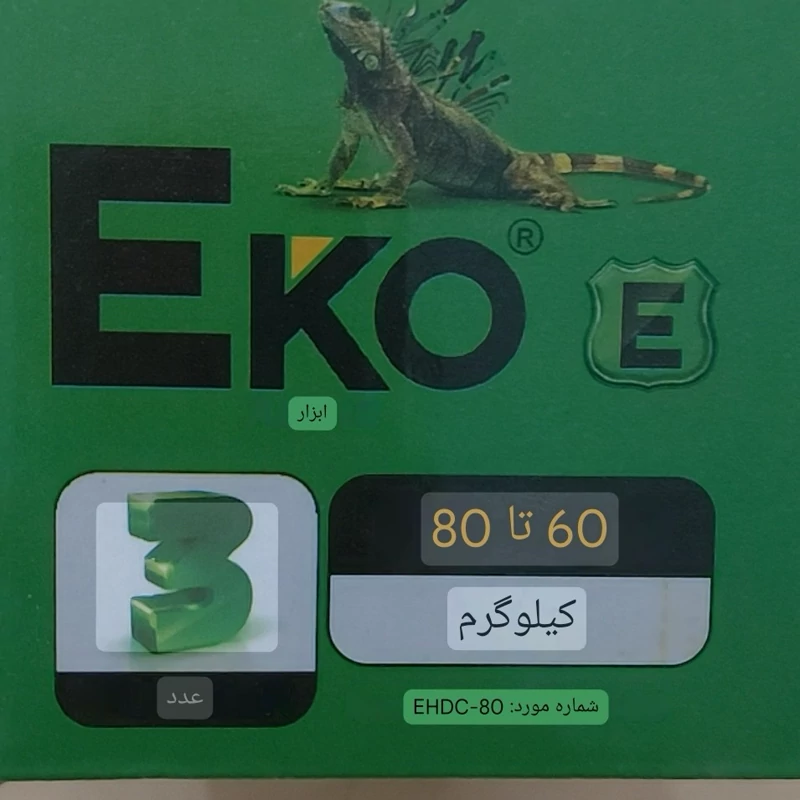 EKO®
E
ابزار
3
عدد
60 تا 80
کیلوگرم
شماره مورد: EHDC-80